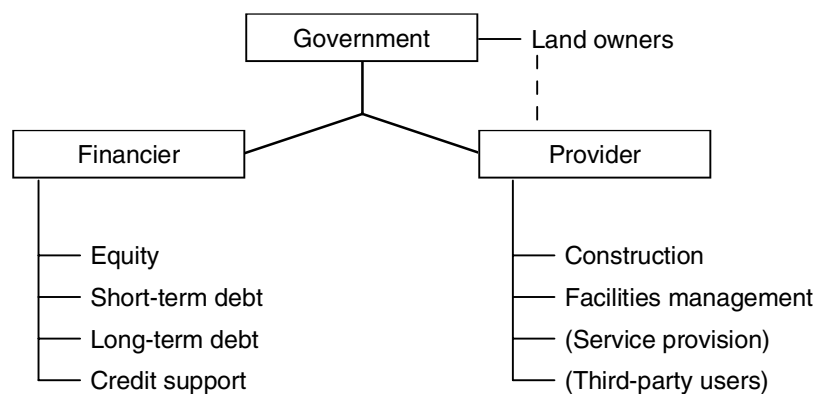 Government
Land owners
Financier
Provider
Equity
Short-term debt
Long-term debt
Credit support
Construction
Facilities management
(Service provision)
(Third-party users)